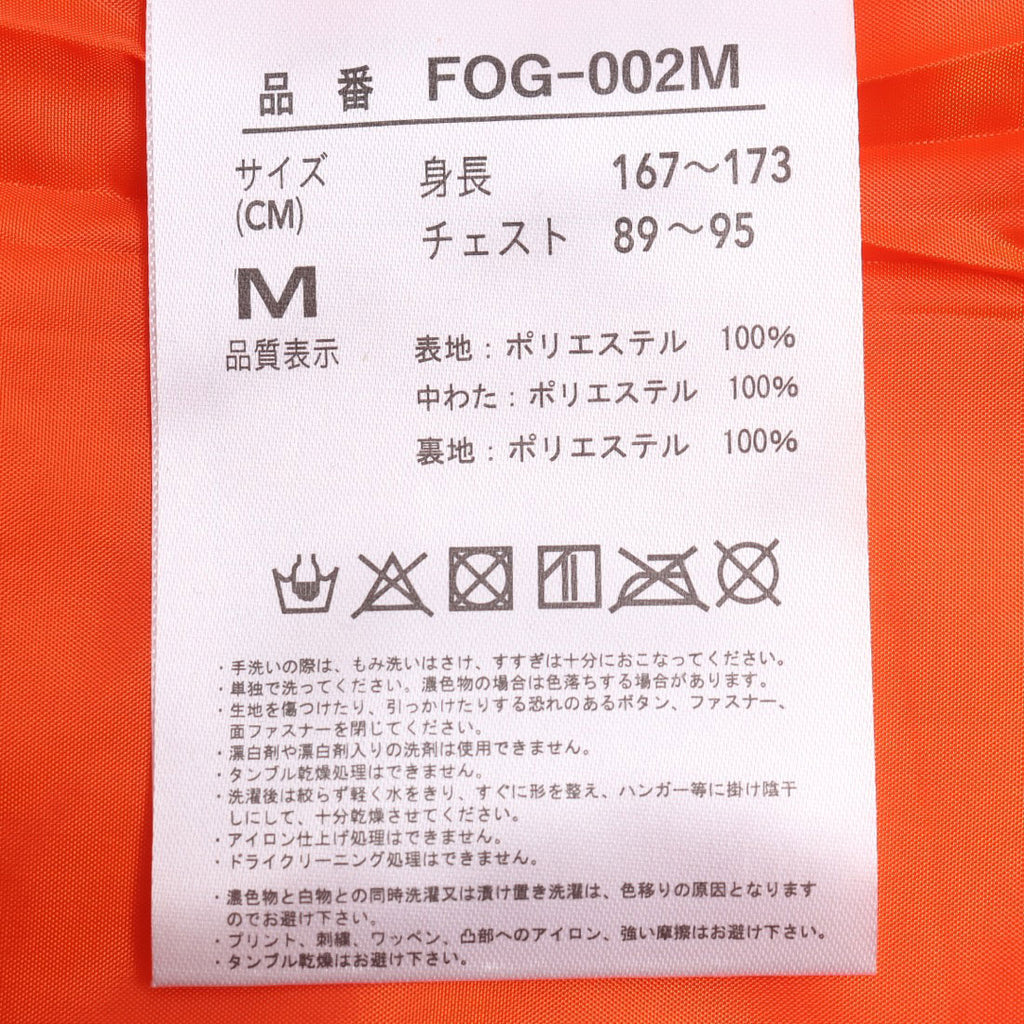 品 番 FOG-002M
サイズ 身長 167〜173
(CM) チェスト 89〜95
M
品質表示 表地:ポリエステル 100%
中わた:ポリエステル 100%
裏地:ポリエステル 100%
・手洗いの際は、もみ洗いはさけ、すすぎは十分におこなってください。
・単独で洗ってください。濃色物の場合は色落ちする場合があります。
・生地を傷つけたり、引っかけたりする恐れのあるボタン、ファスナー、
面ファスナーを閉じてください。
・漂白剤や漂白剤入りの洗剤は使用できません。
・タンブル乾燥処理はできません。
・洗濯後は絞らず軽く水をきり、すぐに形を整え、ハンガー等に掛け陰干
しにして、十分乾燥させてください。
・アイロン仕上げ処理はできません。
・ドライクリーニング処理はできません。
・濃色物と白物との同時洗濯又は漬け置き洗濯は、色移りの原因となります
のでお避け下さい。
・プリント、刺繍、ワッペン、凸部へのアイロン、強い摩擦はお避け下さい。
・タンブル乾燥はお避け下さい。